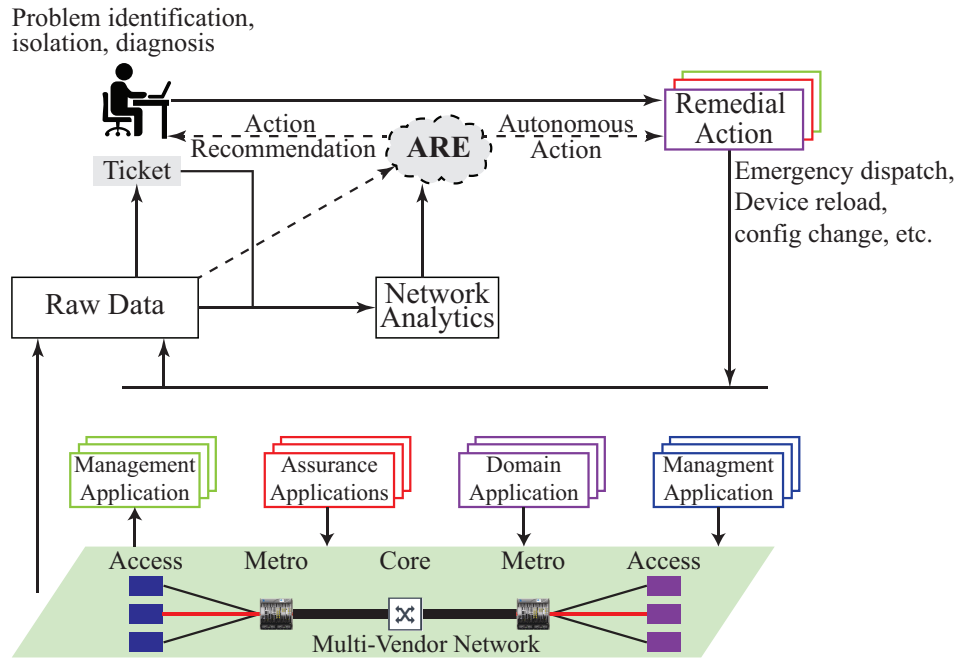 Problem identification,
isolation, diagnosis
Remedial
Action
Action
Recommendation
ARE
Autonomous
Action
Ticket
Emergency dispatch,
Device reload,
config change, etc.
Raw Data
Network
Analytics
Management
Application
Assurance
Applications
Domain
Application
Managment
Application
Access
Metro
Core
Metro
Access
Multi-Vendor Network